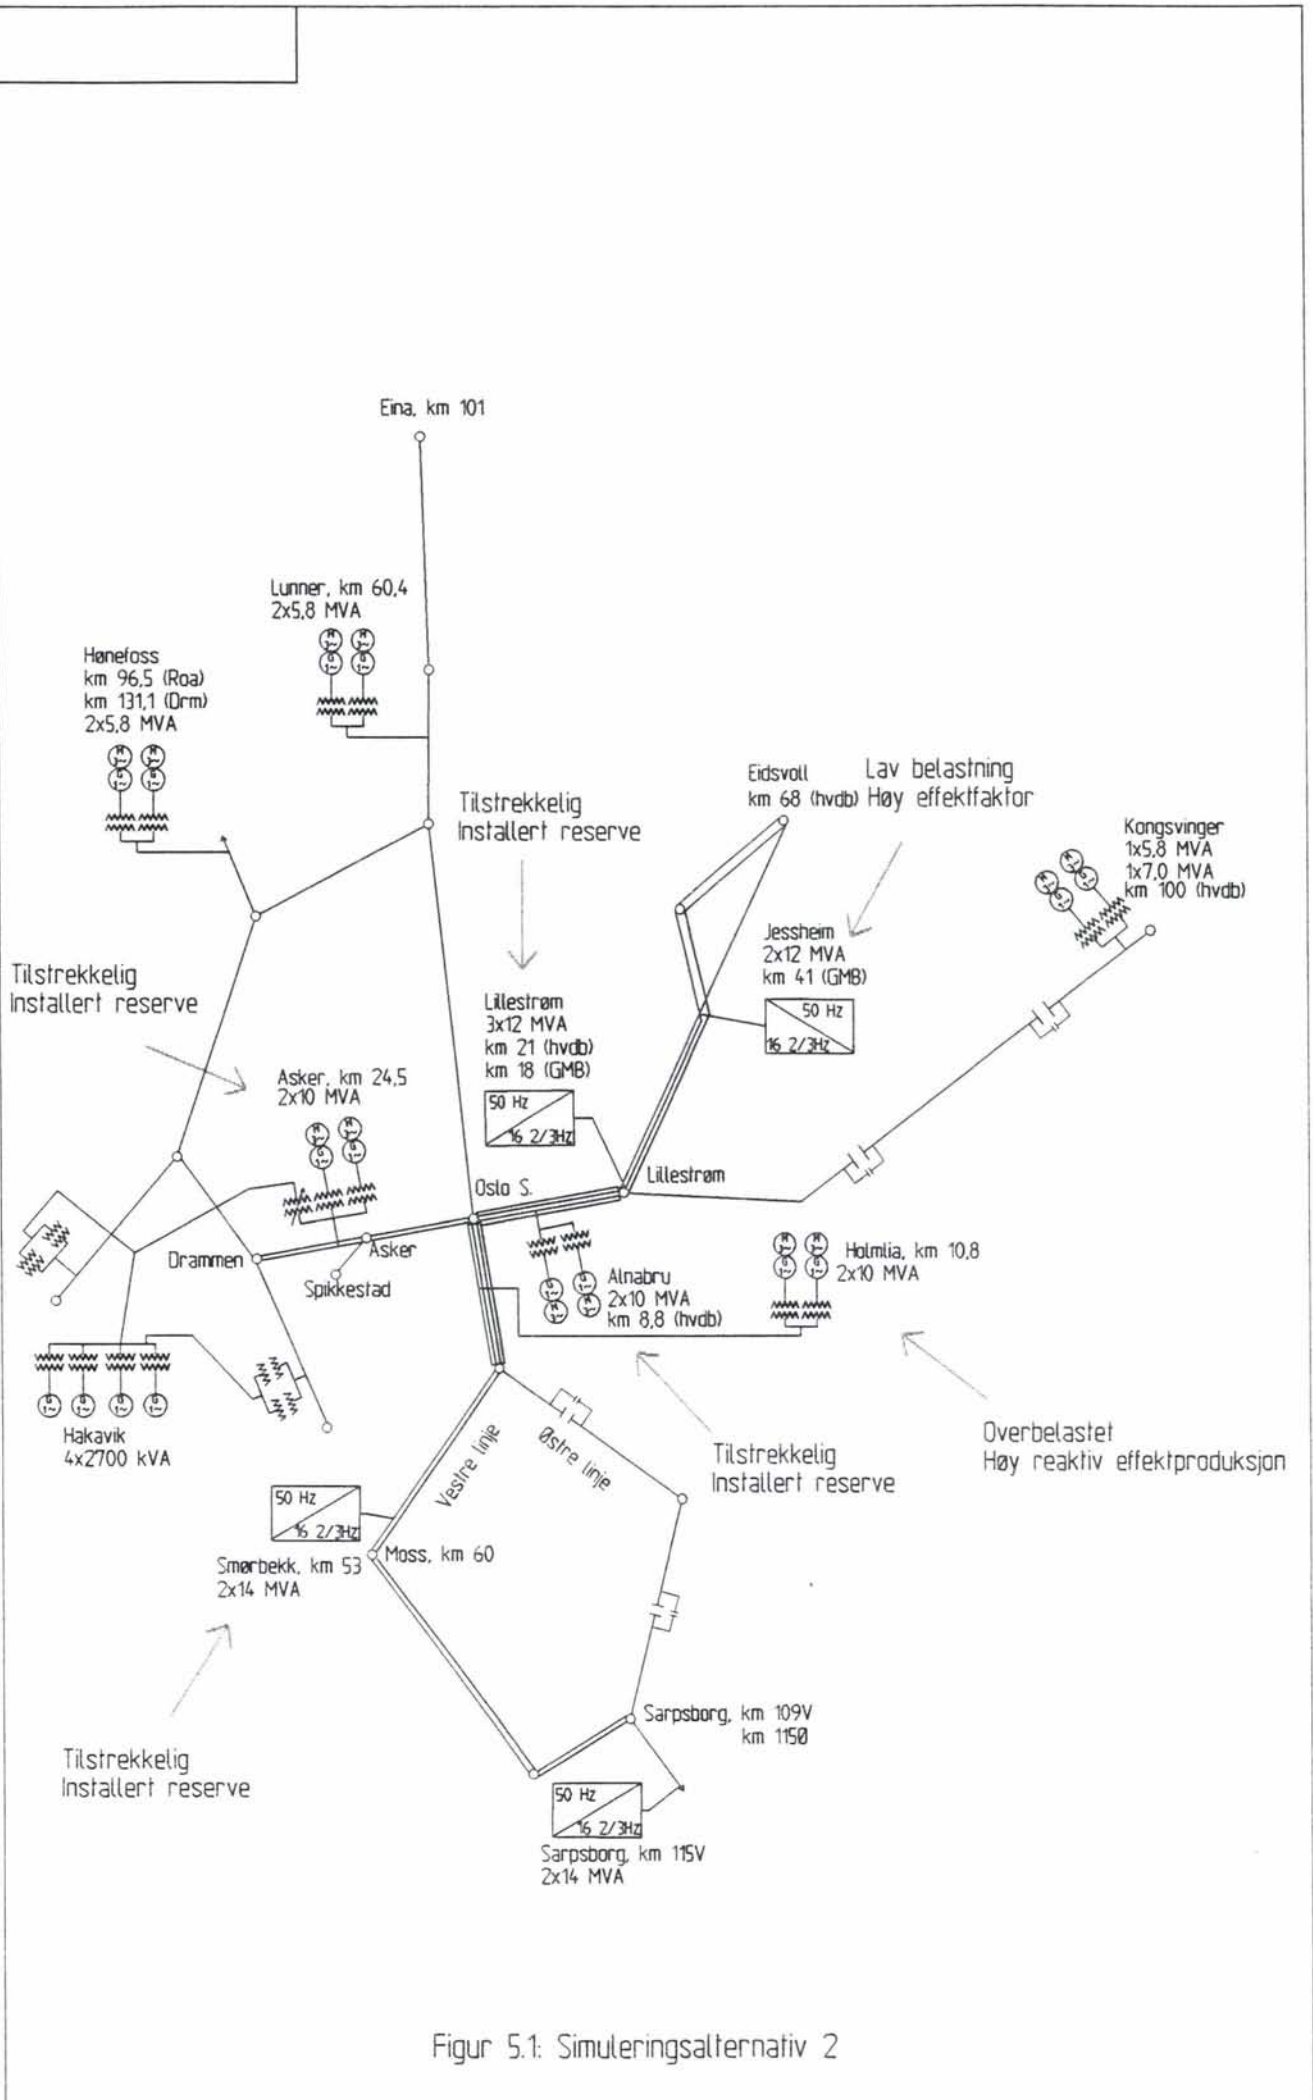 Eina, km 101
Lunner, km 60,4
2x5,8 MVA
Hønefoss
km 96,5 (Roa)
km 131,1 (Drm)
2x5,8 MVA
Tilstrekkelig
Installert reserve
Eidsvoll
km 68 (hvdb)
Lav belastning
Høy effektfaktor
Kongsvinger
1x5,8 MVA
1x7,0 MVA
km 100 (hvdb)
Jessheim
2x12 MVA
km 41 (GMB)
50 Hz
16 2/3Hz
Tilstrekkelig
Installert reserve
Lillestrøm
3x12 MVA
km 21 (hvdb)
km 18 (GMB)
50 Hz
16 2/3Hz
Asker, km 24,5
2x10 MVA
Lillestrøm
Oslo S.
Drammen
Asker
Spikkestad
Alnabru
2x10 MVA
km 8,8 (hvdb)
Holmlia, km 10,8
2x10 MVA
Hakavik
4x2700 kVA
Vestre linje
Østre linje
Tilstrekkelig
Installert reserve
Overbelastet
Høy reaktiv effektproduksjon
50 Hz
16 2/3Hz
Smørbekk, km 53
2x14 MVA
Moss, km 60
Tilstrekkelig
Installert reserve
Sarpsborg, km 109V
km 115Ø
50 Hz
16 2/3Hz
Sarpsborg, km 115V
2x14 MVA
Figur 5.1: Simuleringsalternativ 2